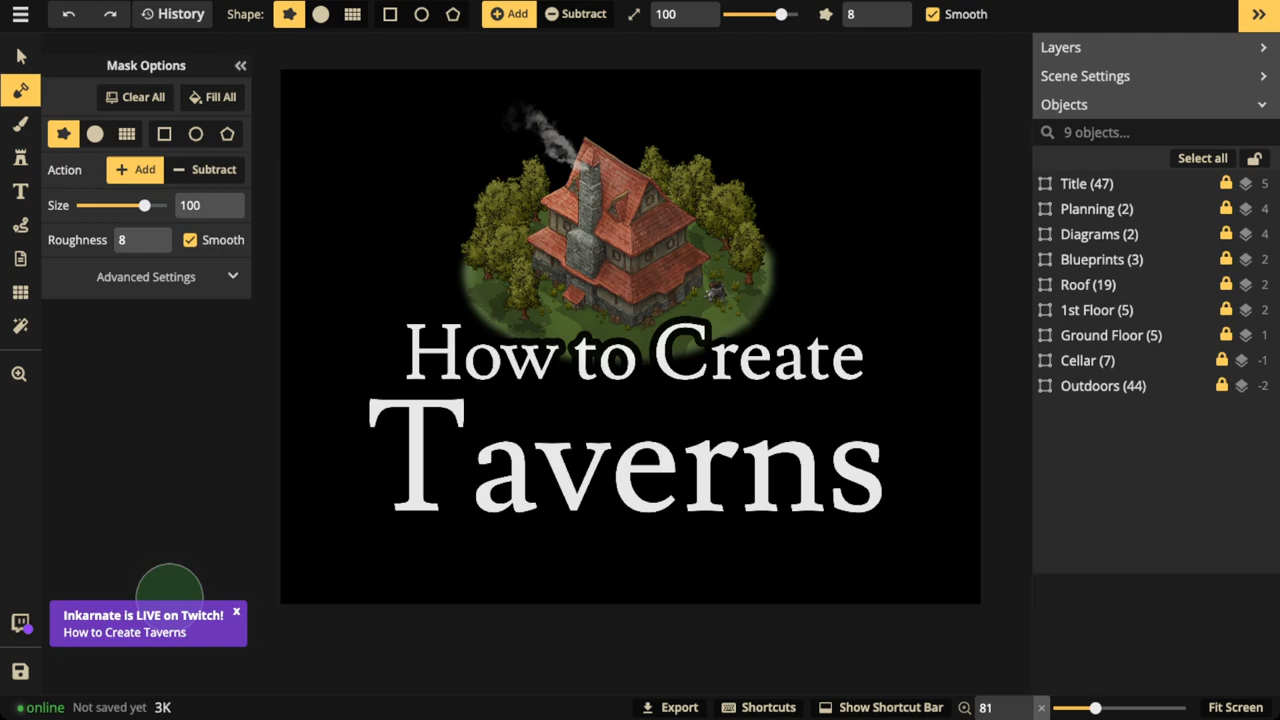 History
Shape:
Add
Subtract
100
8
Smooth
Mask Options
Clear All
Fill All
Action
Add
Subtract
Size
100
Roughness
8
Smooth
Advanced Settings
How to Create
Taverns
Layers
Scene Settings
Objects
9 objects...
Select all
Title (47) 5
Planning (2) 4
Diagrams (2) 4
Blueprints (3) 2
Roof (19) 2
1st Floor (5) 2
Ground Floor (5) 1
Cellar (7) -1
Outdoors (44) -2
Inkarnate is LIVE on Twitch! x
How to Create Taverns
online Not saved yet 3K
Export
Shortcuts
Show Shortcut Bar
81
Fit Screen